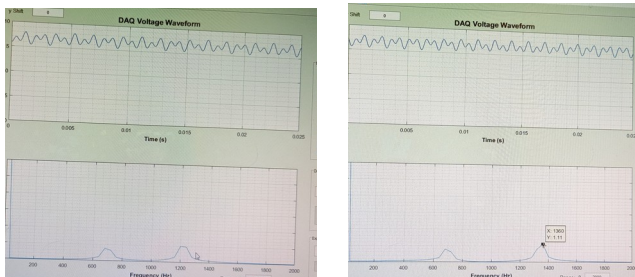 y Shift 0
DAQ Voltage Waveform
0 0.005 0.01 0.015 0.02 0.025
Time (s)
200 400 600 800 1000 1200 1400 1600 1800 2000
Frequency (Hz)
Shift 0
DAQ Voltage Waveform
0.005 0.01 0.015 0.02
Time (s)
X: 1360
Y: 1.11
200 400 600 800 1000 1200 1400 1600 1800
Frequency (Hz)